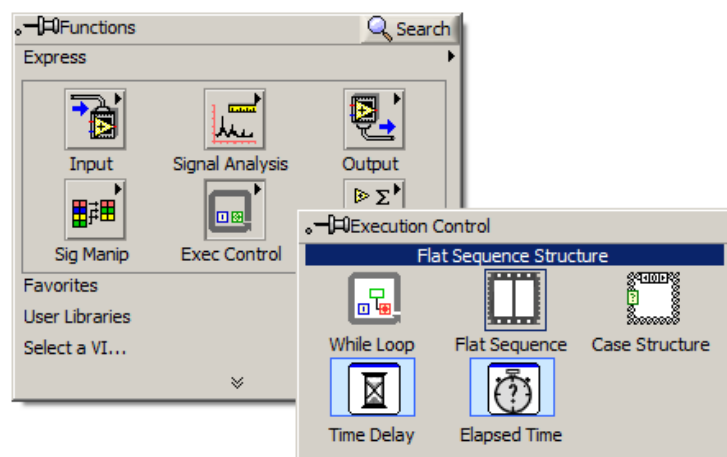 Functions
Search
Express
Input
Signal Analysis
Output
Sig Manip
Exec Control
Favorites
User Libraries
Select a VI...
Execution Control
Flat Sequence Structure
While Loop
Flat Sequence
Case Structure
Time Delay
Elapsed Time